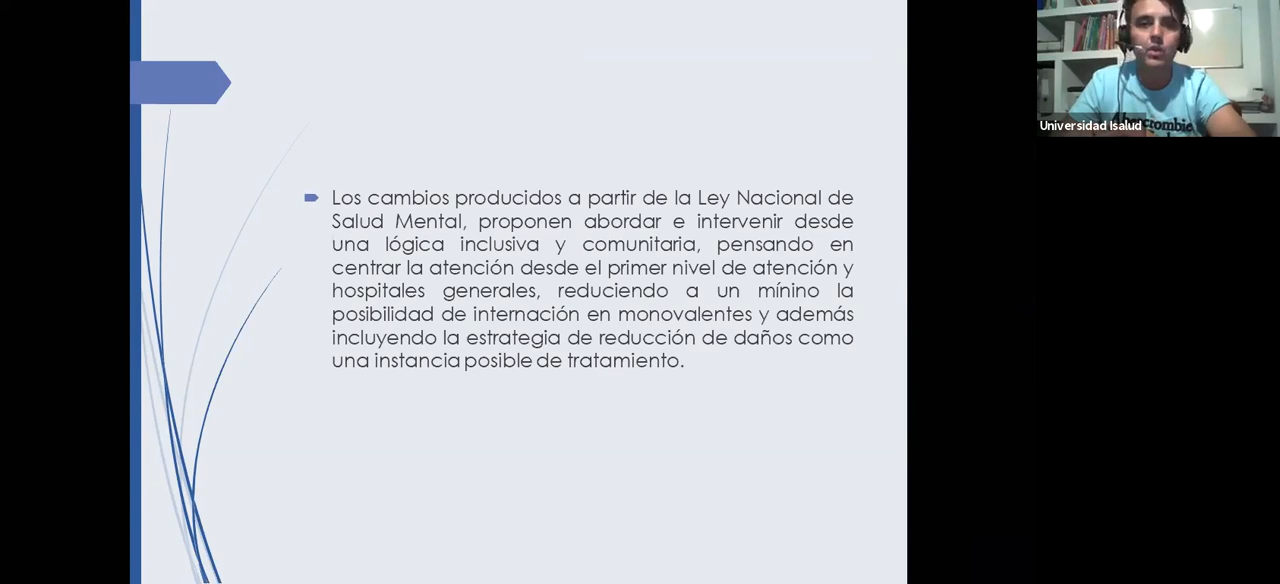 Los cambios producidos a partir de la Ley Nacional de
Salud Mental, proponen abordar e intervenir desde
una lógica inclusiva y comunitaria, pensando en
centrar la atención desde el primer nivel de atención y
hospitales generales, reduciendo a un mínino la
posibilidad de internación en monovalentes y además
incluyendo la estrategia de reducción de daños como
una instancia posible de tratamiento.
Universidad Isalud
Abercrombie